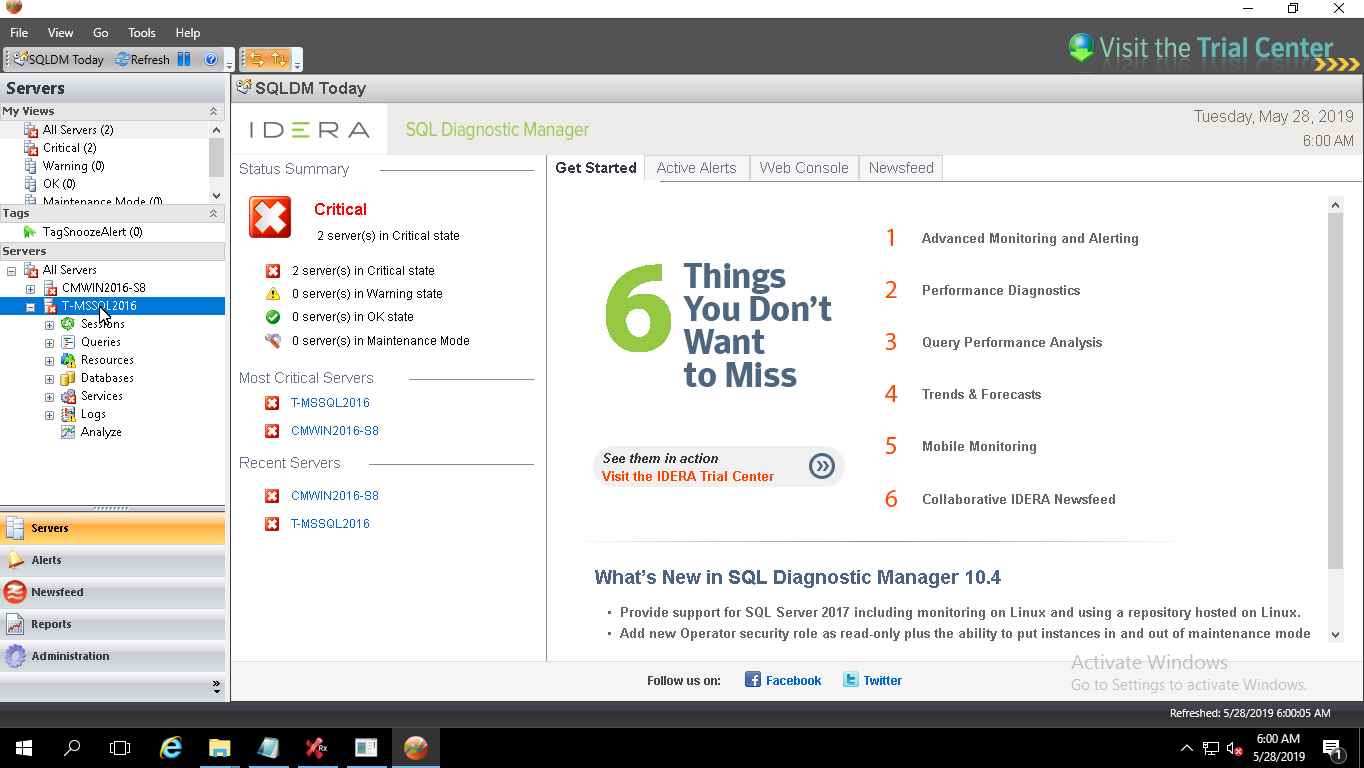 File View Go Tools Help
SQLDM Today Refresh
Visit the Trial Center
Servers
My Views
All Servers (2)
Critical (2)
Warning (0)
OK (0)
Maintenance Mode (0)
Tags
TagSnoozeAlert (0)
Servers
All Servers
CMWIN2016-S8
T-MSSQL2016
Sessions
Queries
Resources
Databases
Services
Logs
Analyze
Servers
Alerts
Newsfeed
Reports
Administration
SQLDM Today
IDERA SQL Diagnostic Manager
Tuesday, May 28, 2019
6:00 AM
Status Summary
Critical
2 server(s) in Critical state
2 server(s) in Critical state
0 server(s) in Warning state
0 server(s) in OK state
0 server(s) in Maintenance Mode
Most Critical Servers
T-MSSQL2016
CMWIN2016-S8
Recent Servers
CMWIN2016-S8
T-MSSQL2016
Get Started Active Alerts Web Console Newsfeed
6 Things
You Don't
Want
to Miss
See them in action
Visit the IDERA Trial Center
1 Advanced Monitoring and Alerting
2 Performance Diagnostics
3 Query Performance Analysis
4 Trends & Forecasts
5 Mobile Monitoring
6 Collaborative IDERA Newsfeed
What's New in SQL Diagnostic Manager 10.4
• Provide support for SQL Server 2017 including monitoring on Linux and using a repository hosted on Linux.
• Add new Operator security role as read-only plus the ability to put instances in and out of maintenance mode
Activate Windows
Go to Settings to activate Windows.
Follow us on: Facebook Twitter
Refreshed: 5/28/2019 6:00:05 AM
Rx
6:00 AM
5/28/2019
1